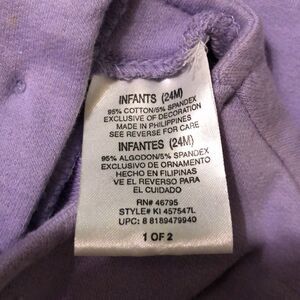 INFANTS (24M)
95% COTTON/5% SPANDEX
EXCLUSIVE OF DECORATION
MADE IN PHILIPPINES
SEE REVERSE FOR CARE
INFANTES (24M)
95% ALGODON/5% SPANDEX
EXCLUSIVO DE ORNAMENTO
HECHO EN FILIPINAS
VE EL REVERSO PARA
EL CUIDADO
RN# 46795
STYLE# KI 457547L
UPC: 8 8189479940
1 OF 2